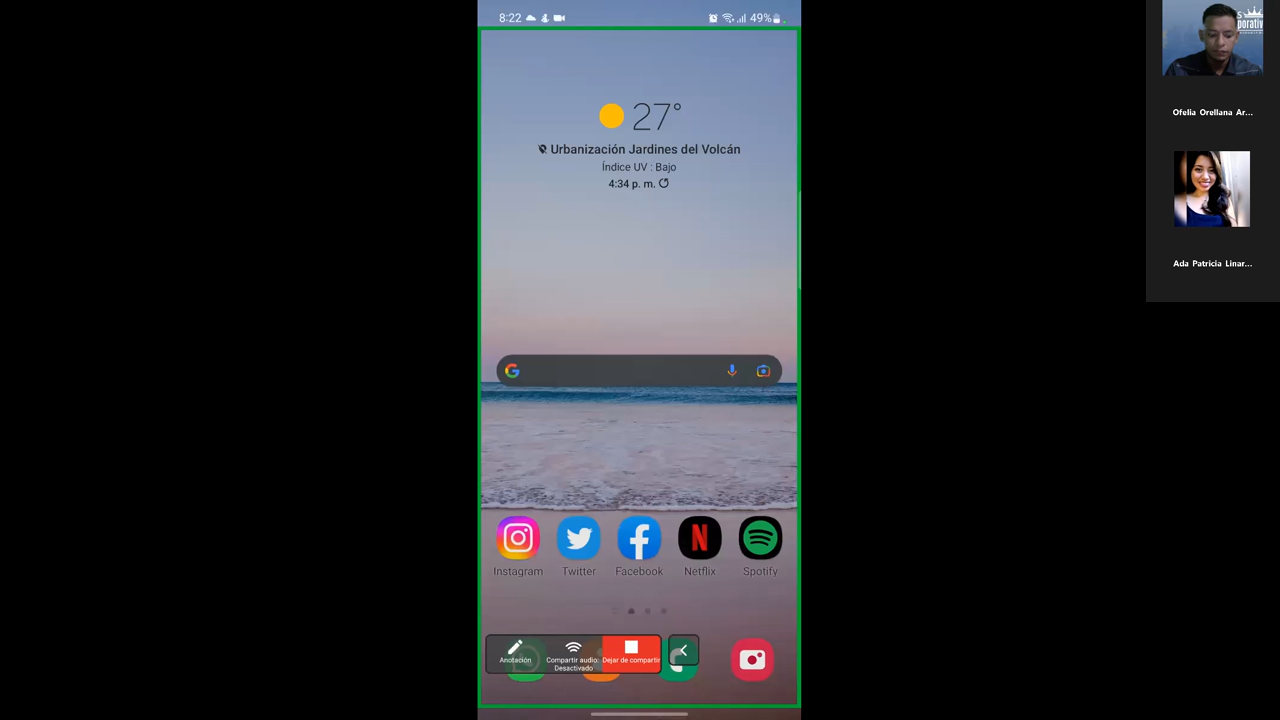 8:22
49%
27°
Urbanización Jardines del Volcán
Índice UV : Bajo
4:34 p. m.
Instagram
Twitter
Facebook
Netflix
Spotify
Anotación
Compartir audio:
Desactivado
Dejar de compartir
S
porativ
Ofelia Orellana Ar...
Ada Patricia Linar...